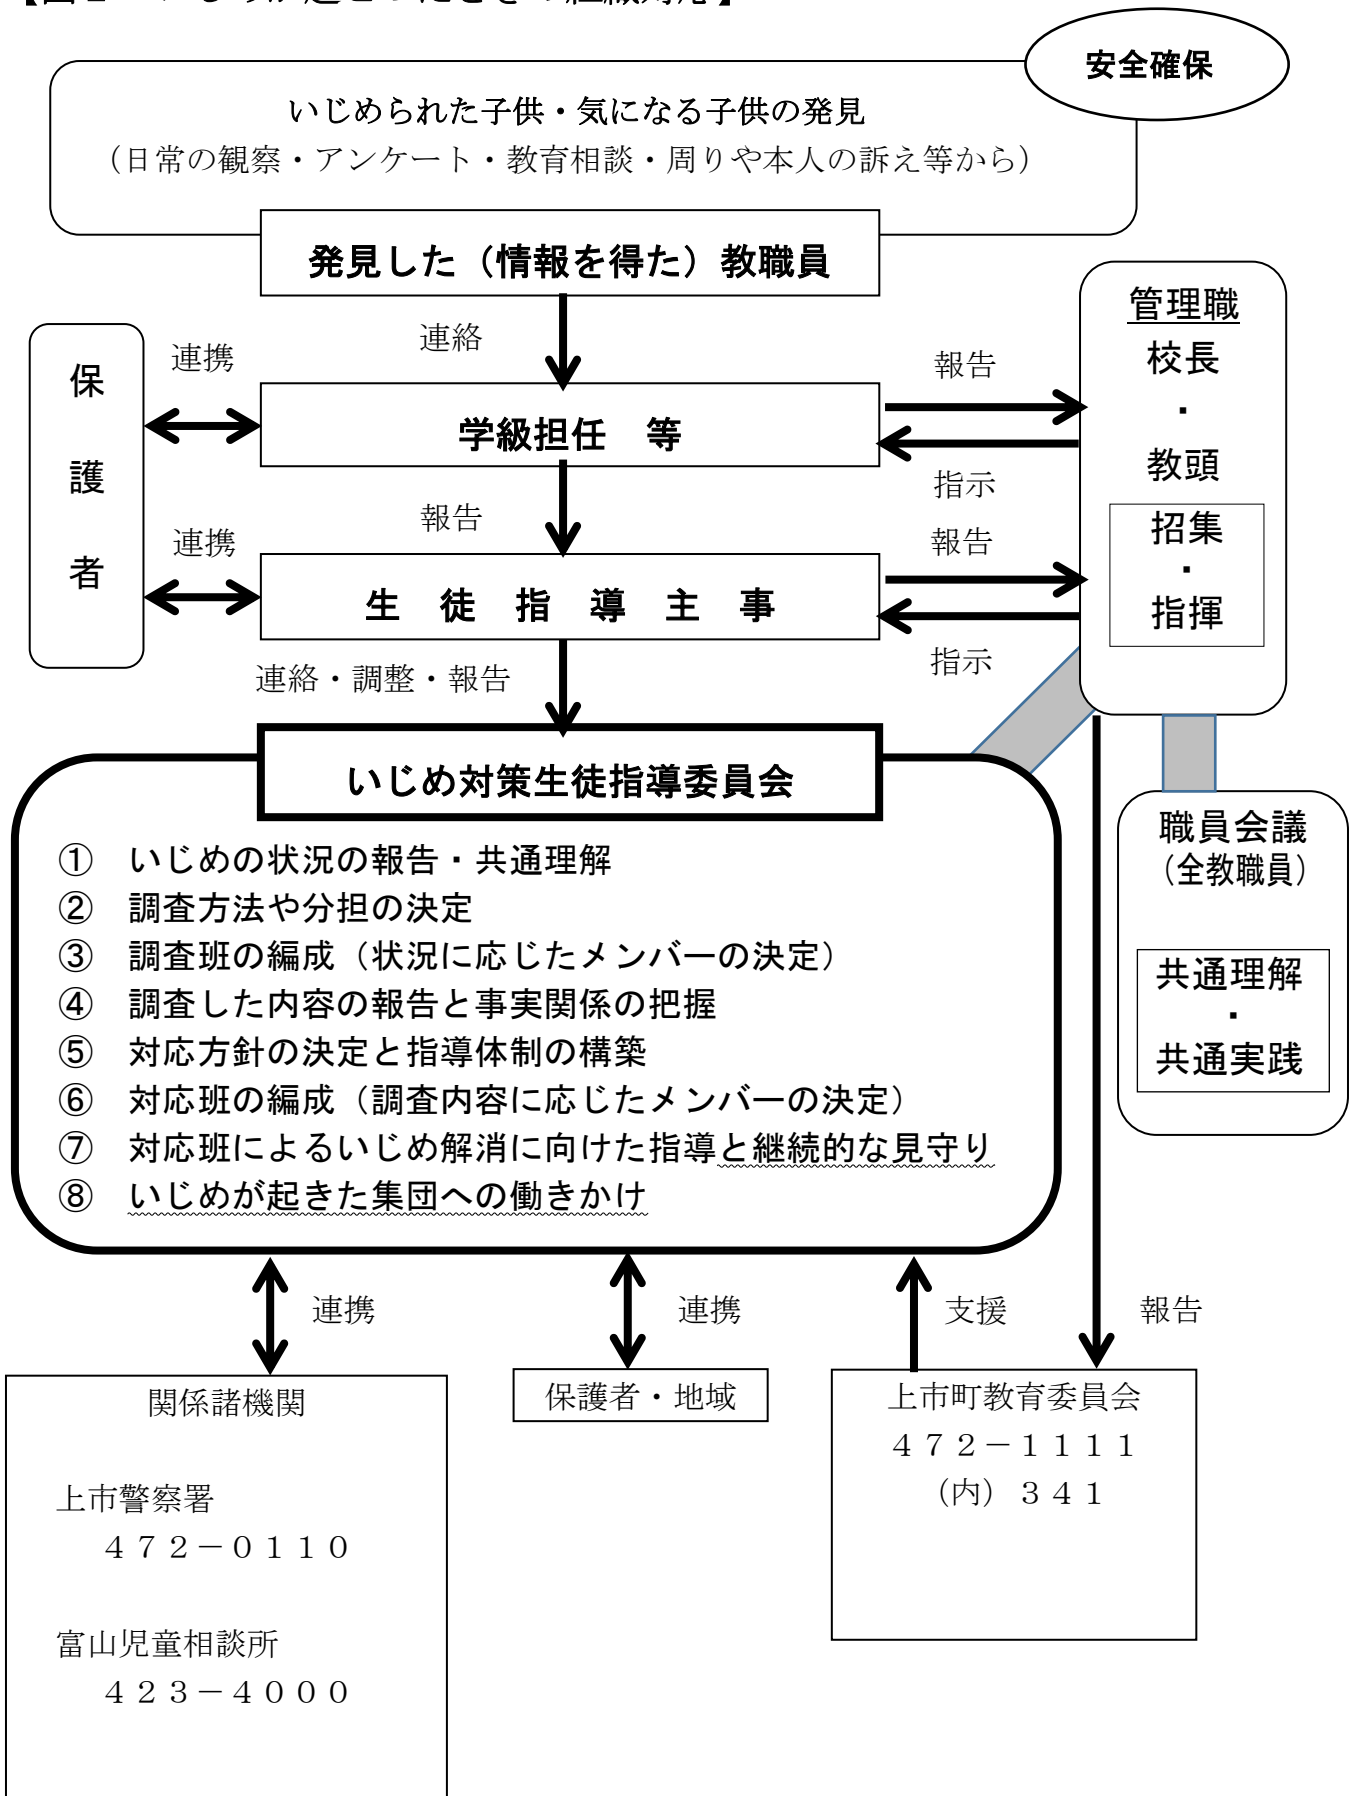 安全確保
いじめられた子供・気になる子供の発見
（日常の観察・アンケート・教育相談・周りや本人の訴え等から）
発見した（情報を得た）教職員
連絡
保護者
連携
学級担任　等
報告
指示
管理職
校長
・
教頭
招集
・
指揮
報告
連携
生徒指導主事
報告
指示
連絡・調整・報告
いじめ対策生徒指導委員会
①　いじめの状況の報告・共通理解
②　調査方法や分担の決定
③　調査班の編成（状況に応じたメンバーの決定）
④　調査した内容の報告と事実関係の把握
⑤　対応方針の決定と指導体制の構築
⑥　対応班の編成（調査内容に応じたメンバーの決定）
⑦　対応班によるいじめ解消に向けた指導と継続的な見守り
⑧　いじめが起きた集団への働きかけ
職員会議
（全教職員）
共通理解
・
共通実践
連携
連携
支援
報告
関係諸機関
上市警察署
４７２－０１１０
富山児童相談所
４２３－４０００
保護者・地域
上市町教育委員会
４７２－１１１１
（内）３４１